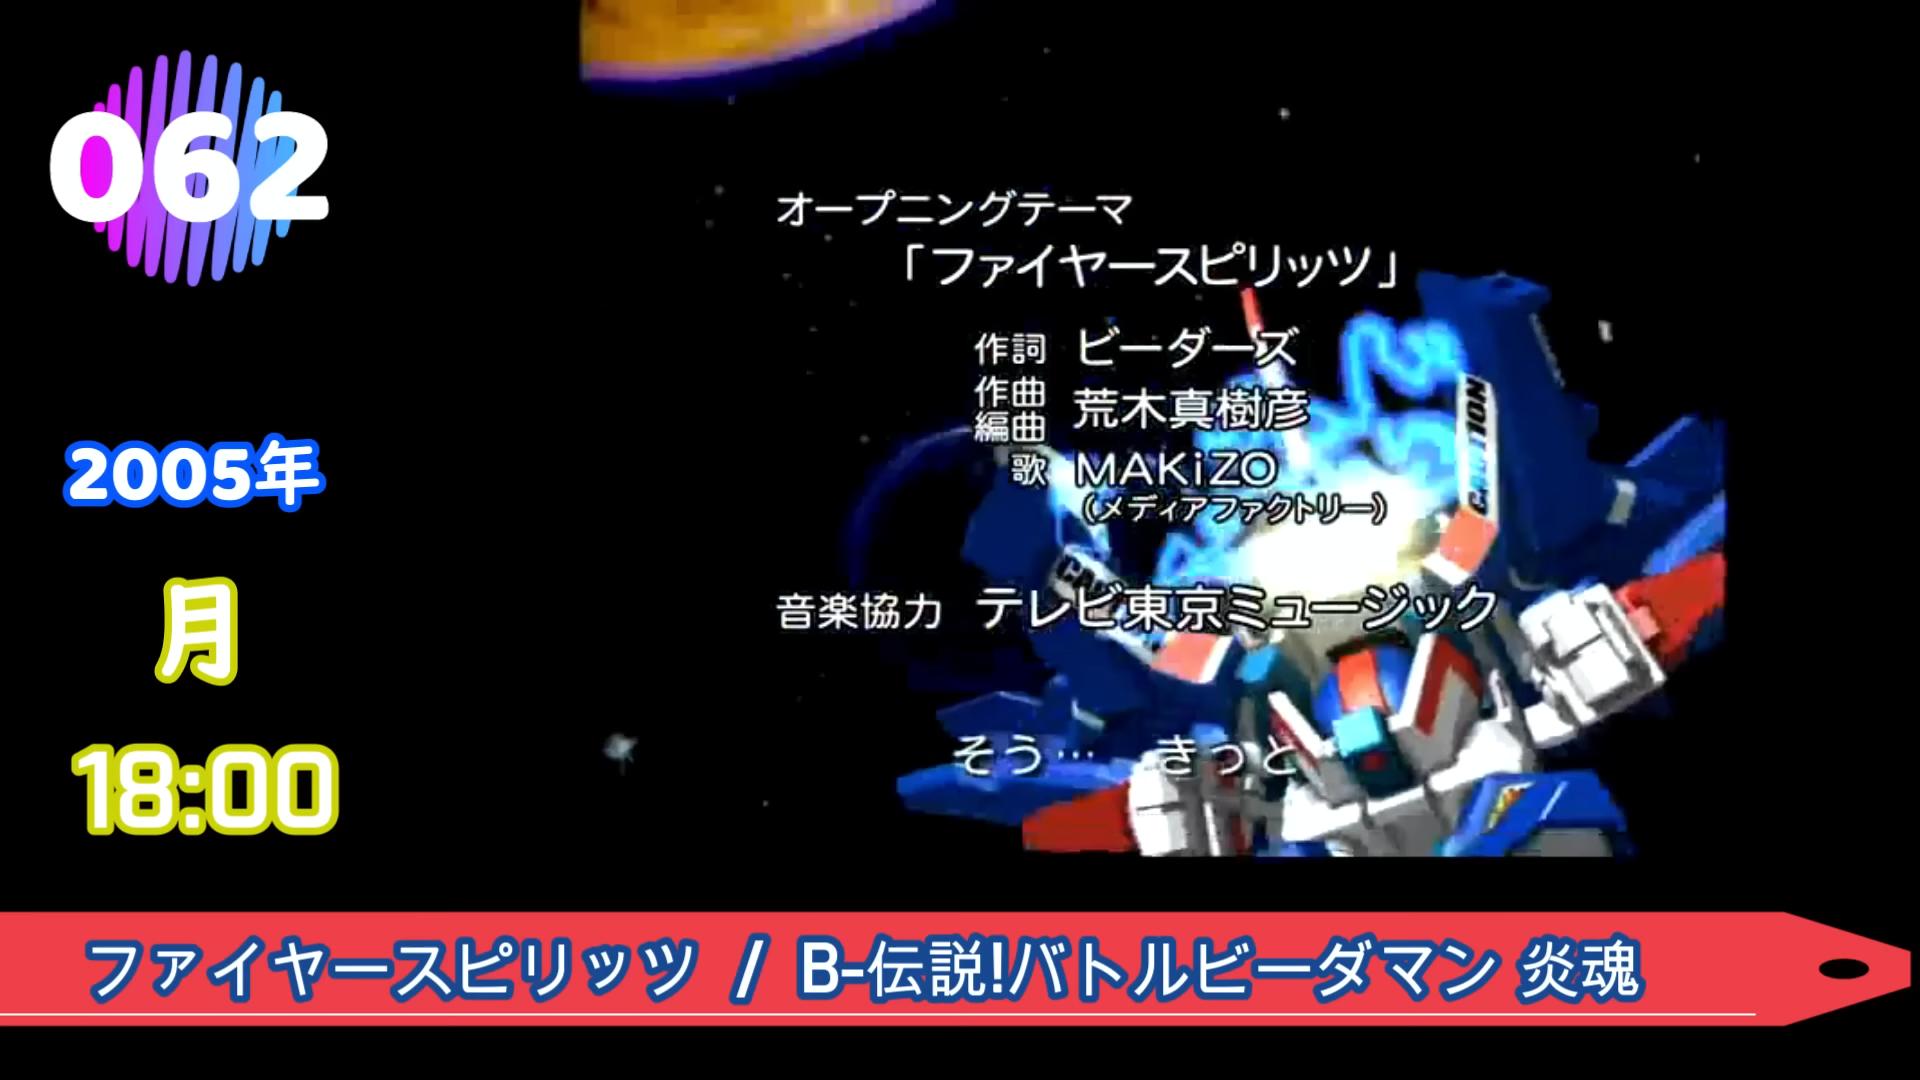 062
2005年
月
18:00
オープニングテーマ
「ファイヤースピリッツ」
作詞 ビーダーズ
作曲
編曲 荒木真樹彦
歌 MAKiZO
(メディアファクトリー)
音楽協力 テレビ東京ミュージック
そう… きっと
CAUTION
ファイヤースピリッツ / B-伝説!バトルビーダマン 炎魂